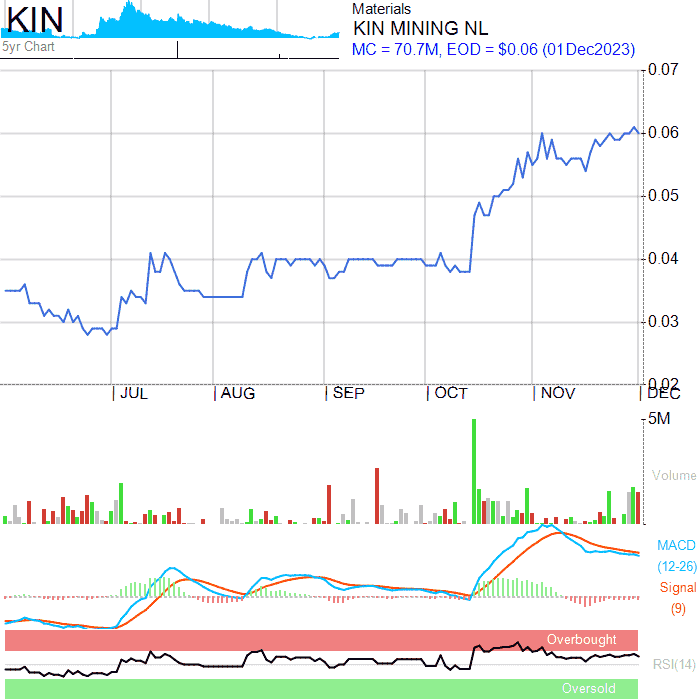 KIN
5yr Chart
Materials
KIN MINING NL
MC = 70.7M, EOD = $0.06 (01Dec2023)
0.07
0.06
0.05
0.04
0.03
0.02
JUL AUG SEP OCT NOV DEC
5M
Volume
MACD
(12-26)
Signal
(9)
Overbought
RSI(14)
Oversold